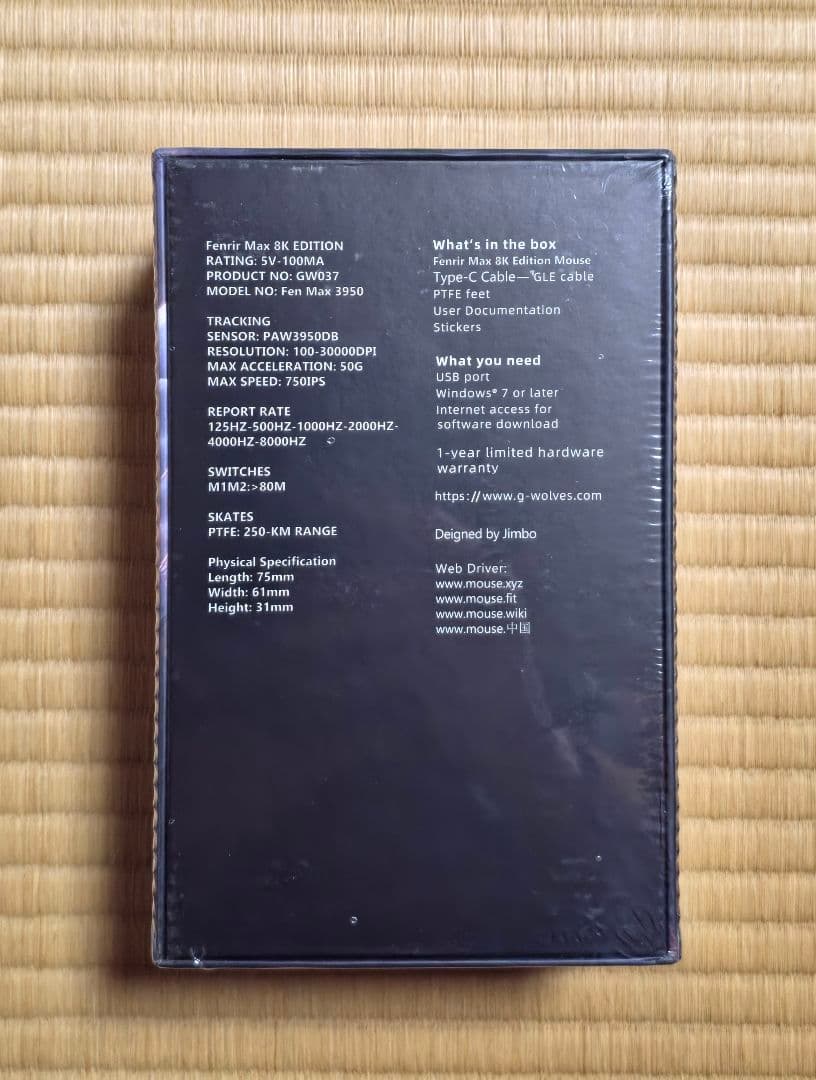 Fenrir Max 8K EDITION
RATING: 5V-100MA
PRODUCT NO: GW037
MODEL NO: Fen Max 3950
TRACKING
SENSOR: PAW3950DB
RESOLUTION: 100-30000DPI
MAX ACCELERATION: 50G
MAX SPEED: 750IPS
REPORT RATE
125HZ-500HZ-1000HZ-2000HZ-
4000HZ-8000HZ
SWITCHES
M1M2:>80M
SKATES
PTFE: 250-KM RANGE
Physical Specification
Length: 75mm
Width: 61mm
Height: 31mm
What's in the box
Fenrir Max 8K Edition Mouse
Type-C Cable—"GLE cable
PTFE feet
User Documentation
Stickers
What you need
USB port
Windows® 7 or later
Internet access for
software download
1-year limited hardware
warranty
https://www.g-wolves.com
Deigned by Jimbo
Web Driver:
www.mouse.xyz
www.mouse.fit
www.mouse.wiki
www.mouse.中国